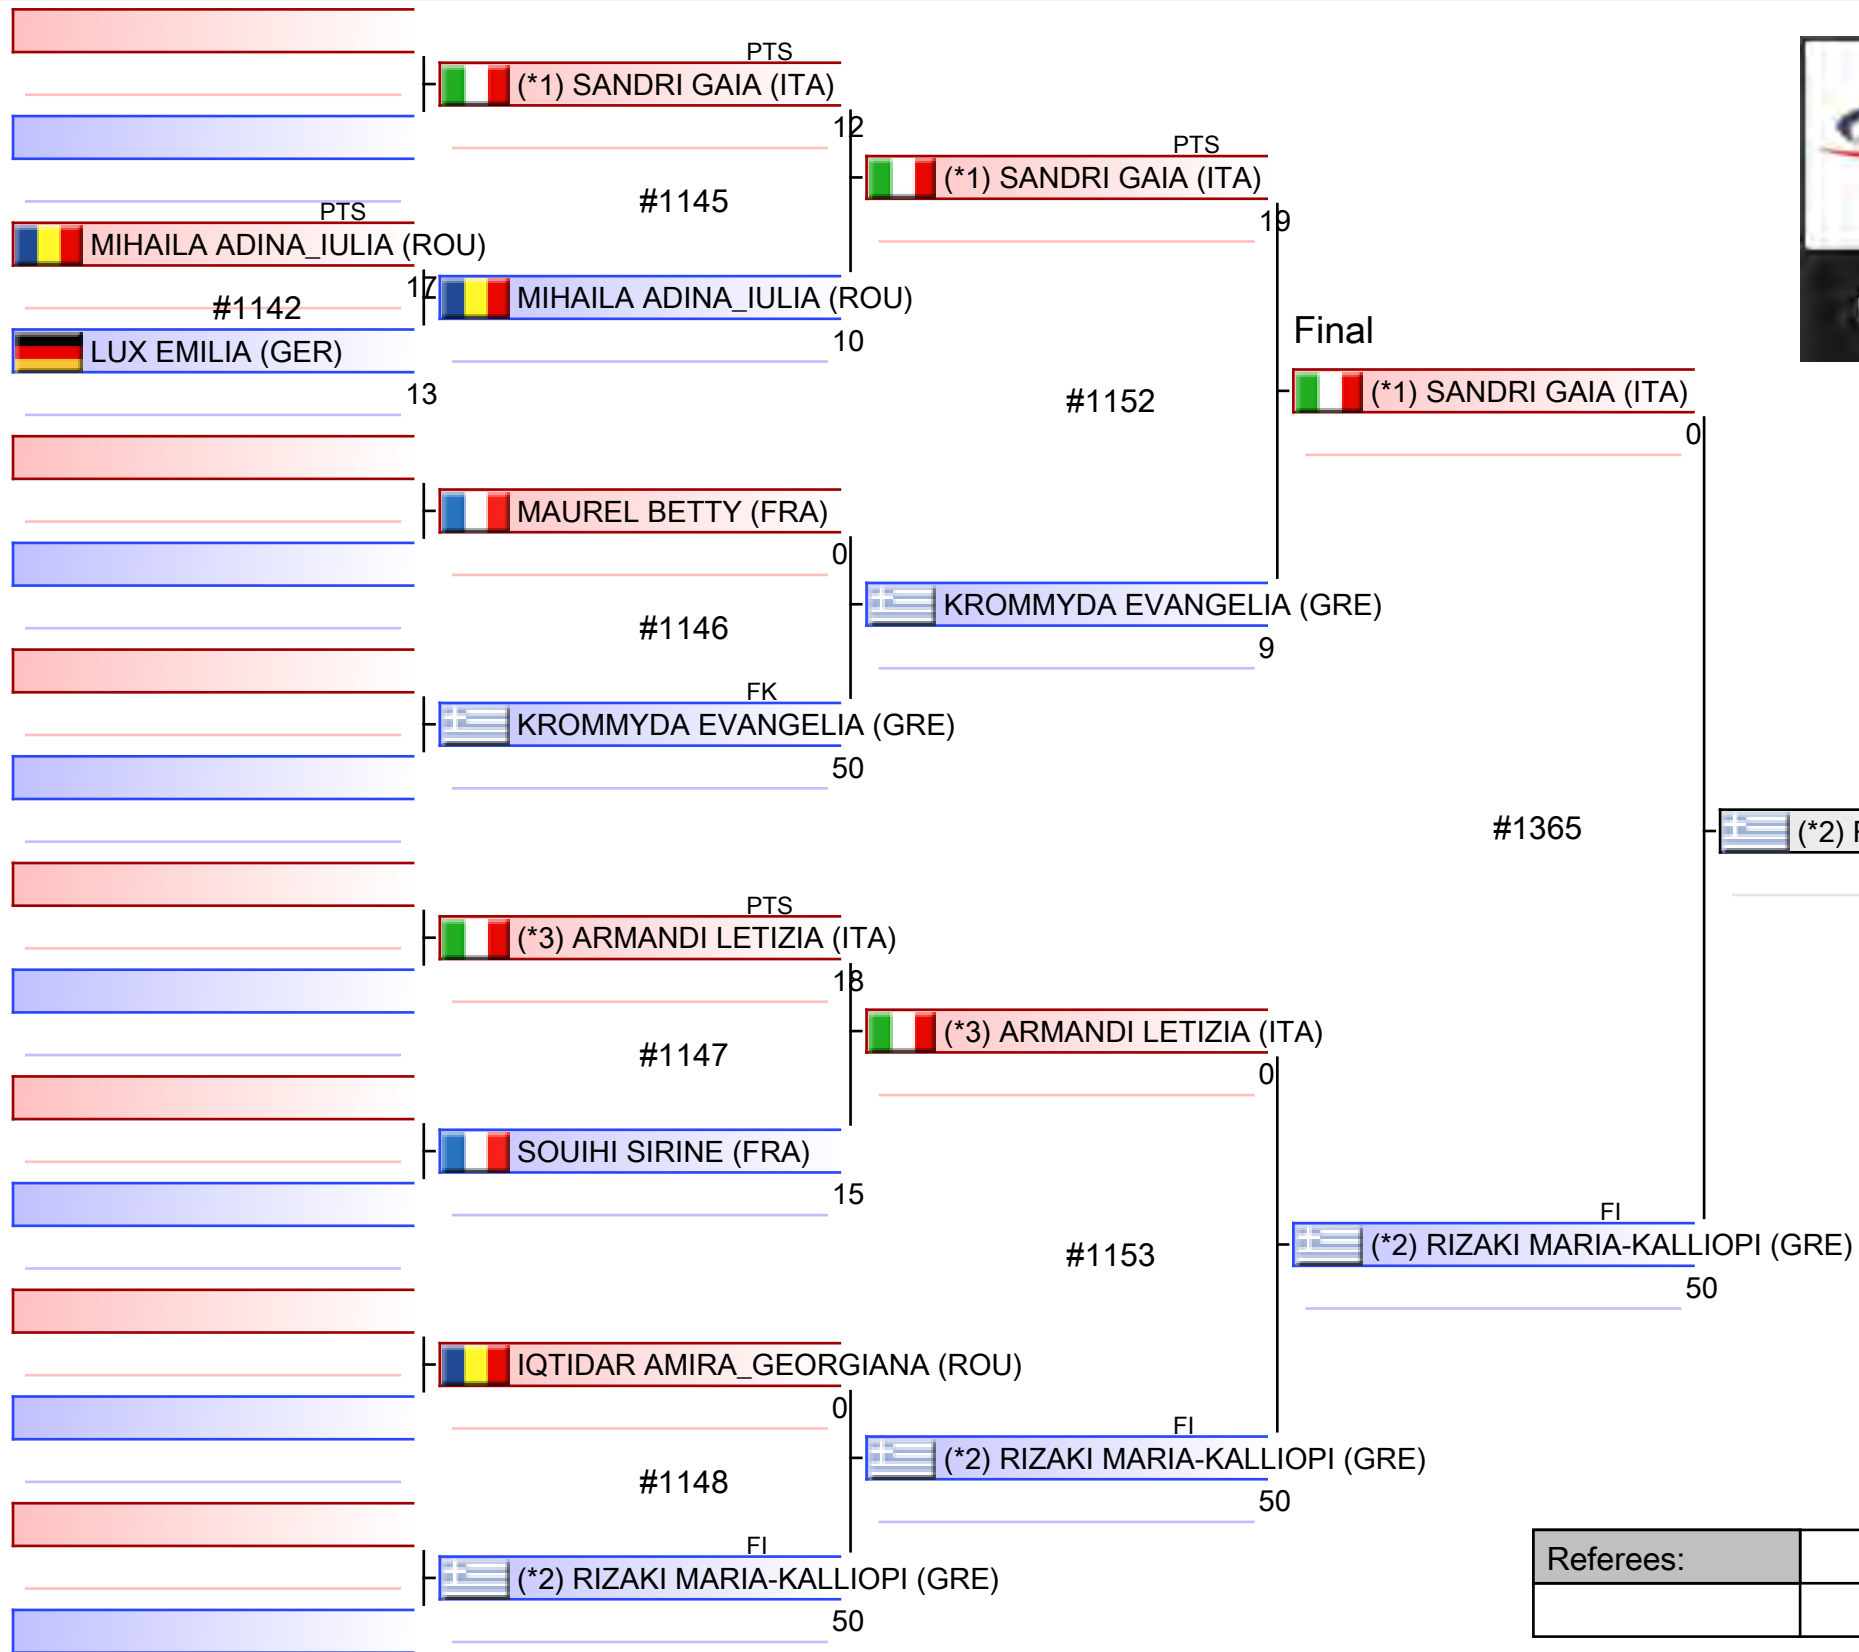 PTS
(*1) SANDRI GAIA (ITA)
12
PTS
(*1) SANDRI GAIA (ITA)
19
#1145
PTS
MIHAILA ADINA_IULIA (ROU)
17
#1142
MIHAILA ADINA_IULIA (ROU)
10
LUX EMILIA (GER)
13
Final
(*1) SANDRI GAIA (ITA)
0
#1152
MAUREL BETTY (FRA)
0
KROMMYDA EVANGELIA (GRE)
9
#1146
FK
KROMMYDA EVANGELIA (GRE)
50
#1365
(*2)
PTS
(*3) ARMANDI LETIZIA (ITA)
18
(*3) ARMANDI LETIZIA (ITA)
0
#1147
SOUIHI SIRINE (FRA)
15
#1153
FI
(*2) RIZAKI MARIA-KALLIOPI (GRE)
50
IQTIDAR AMIRA_GEORGIANA (ROU)
0
FI
(*2) RIZAKI MARIA-KALLIOPI (GRE)
50
#1148
FI
(*2) RIZAKI MARIA-KALLIOPI (GRE)
50
Referees: